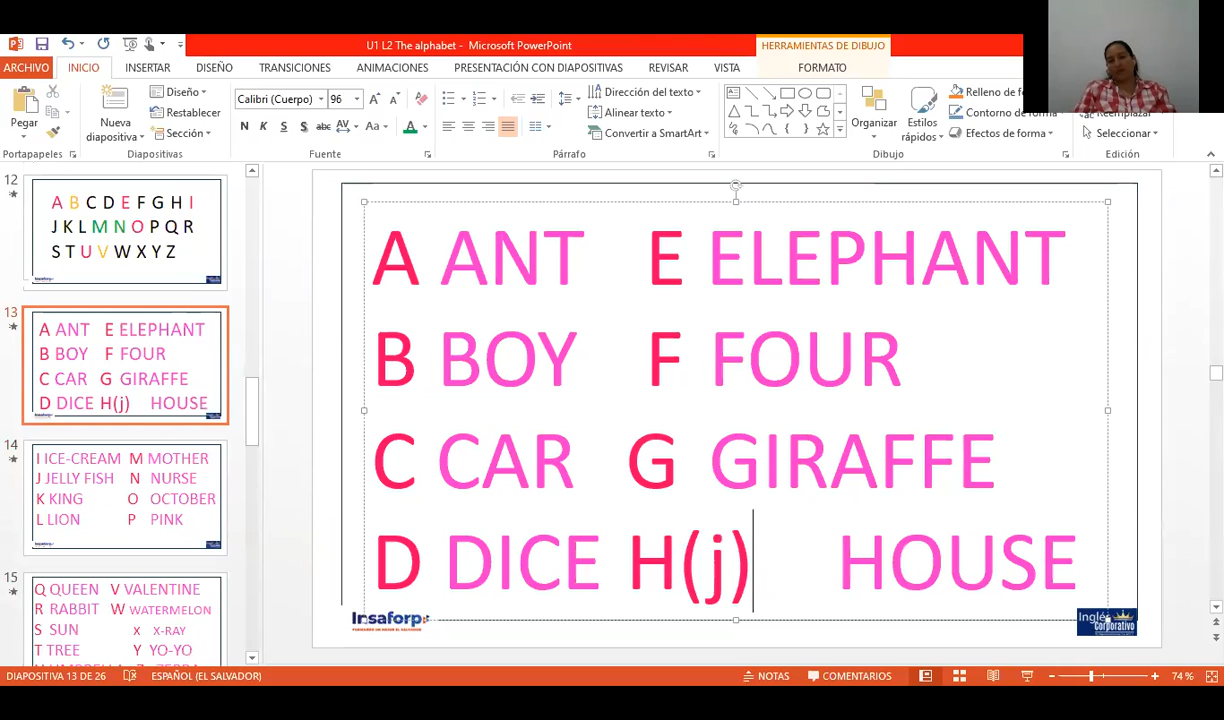 U1 L2 The alphabet - Microsoft PowerPoint
HERRAMIENTAS DE DIBUJO
ARCHIVO INICIO INSERTAR DISEÑO TRANSICIONES ANIMACIONES PRESENTACIÓN CON DIAPOSITIVAS REVISAR VISTA FORMATO
Pegar
Nueva diapositiva
Diseño
Restablecer
Sección
Calibri (Cuerpo) 96
N K S S abc AV Aa A
Dirección del texto
Alinear texto
Convertir a SmartArt
Organizar
Estilos rápidos
Relleno de fo
Contorno de forma
Efectos de forma
Reemplazar
Seleccionar
Portapapeles Diapositivas Fuente Párrafo Dibujo Edición
12
A B C D E F G H I
J K L M N O P Q R
S T U V W X Y Z
13
A ANT E ELEPHANT
B BOY F FOUR
C CAR G GIRAFFE
D DICE H(j) HOUSE
14
I ICE-CREAM M MOTHER
J JELLY FISH N NURSE
K KING O OCTOBER
L LION P PINK
15
Q QUEEN V VALENTINE
R RABBIT W WATERMELON
S SUN X X-RAY
T TREE Y YO-YO
A ANT E ELEPHANT
B BOY F FOUR
C CAR G GIRAFFE
D DICE H(j) HOUSE
Insaforp
Inglés Corporativo
DIAPOSITIVA 13 DE 26 ESPAÑOL (EL SALVADOR) NOTAS COMENTARIOS 74 %